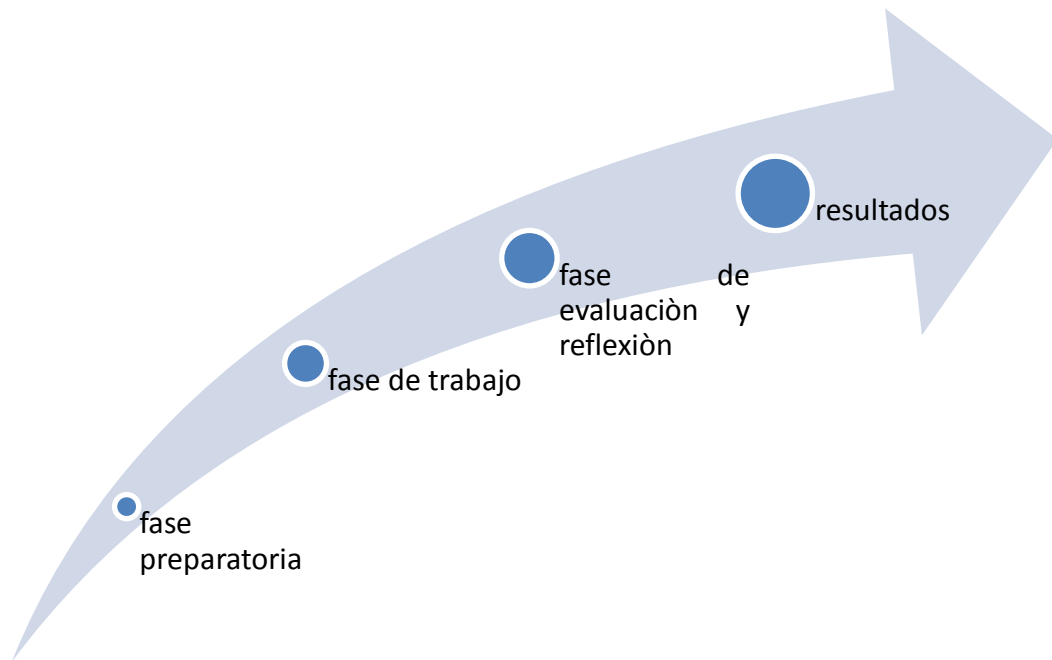 fase
preparatoria
fase de trabajo
fase de
evaluaciòn y
reflexiòn
resultados